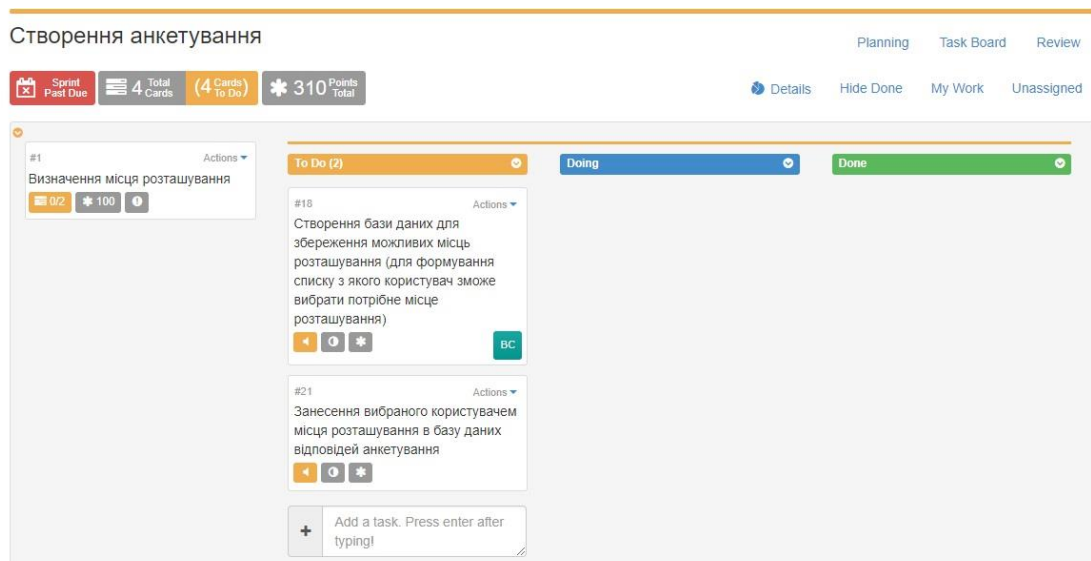 Створення анкетування
Planning Task Board Review
Sprint Past Due
4 Total Cards
(4 Cards To Do)
310 Points Total
Details Hide Done My Work Unassigned
#1 Actions
Визначення місця розташування
0/2 100
To Do (2)
Doing
Done
#18 Actions
Створення бази даних для
збереження можливих місць
розташування (для формування
списку з якого користувач зможе
вибрати потрібне місце
розташування)
BC
#21 Actions
Занесення вибраного користувачем
місця розташування в базу даних
відповідей анкетування
+ Add a task. Press enter after
typing!